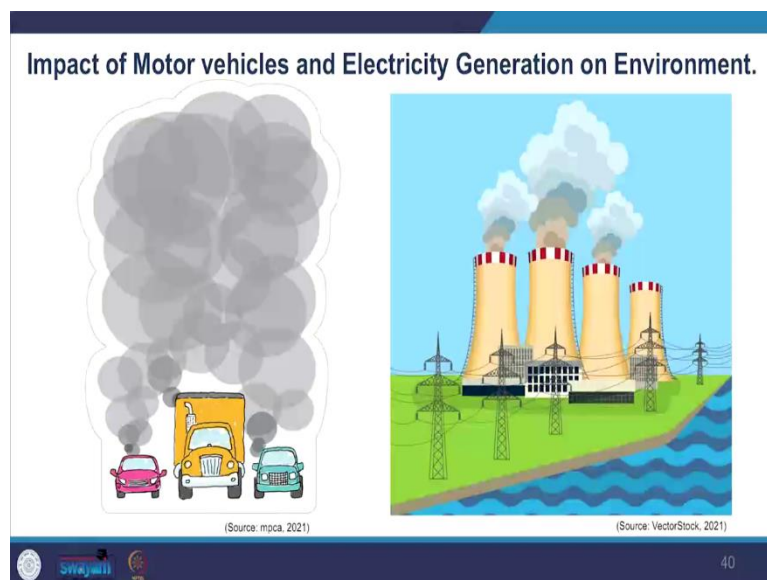 Impact of Motor vehicles and Electricity Generation on Environment.
(Source: mpca, 2021)
(Source: VectorStock, 2021)
swayam
40